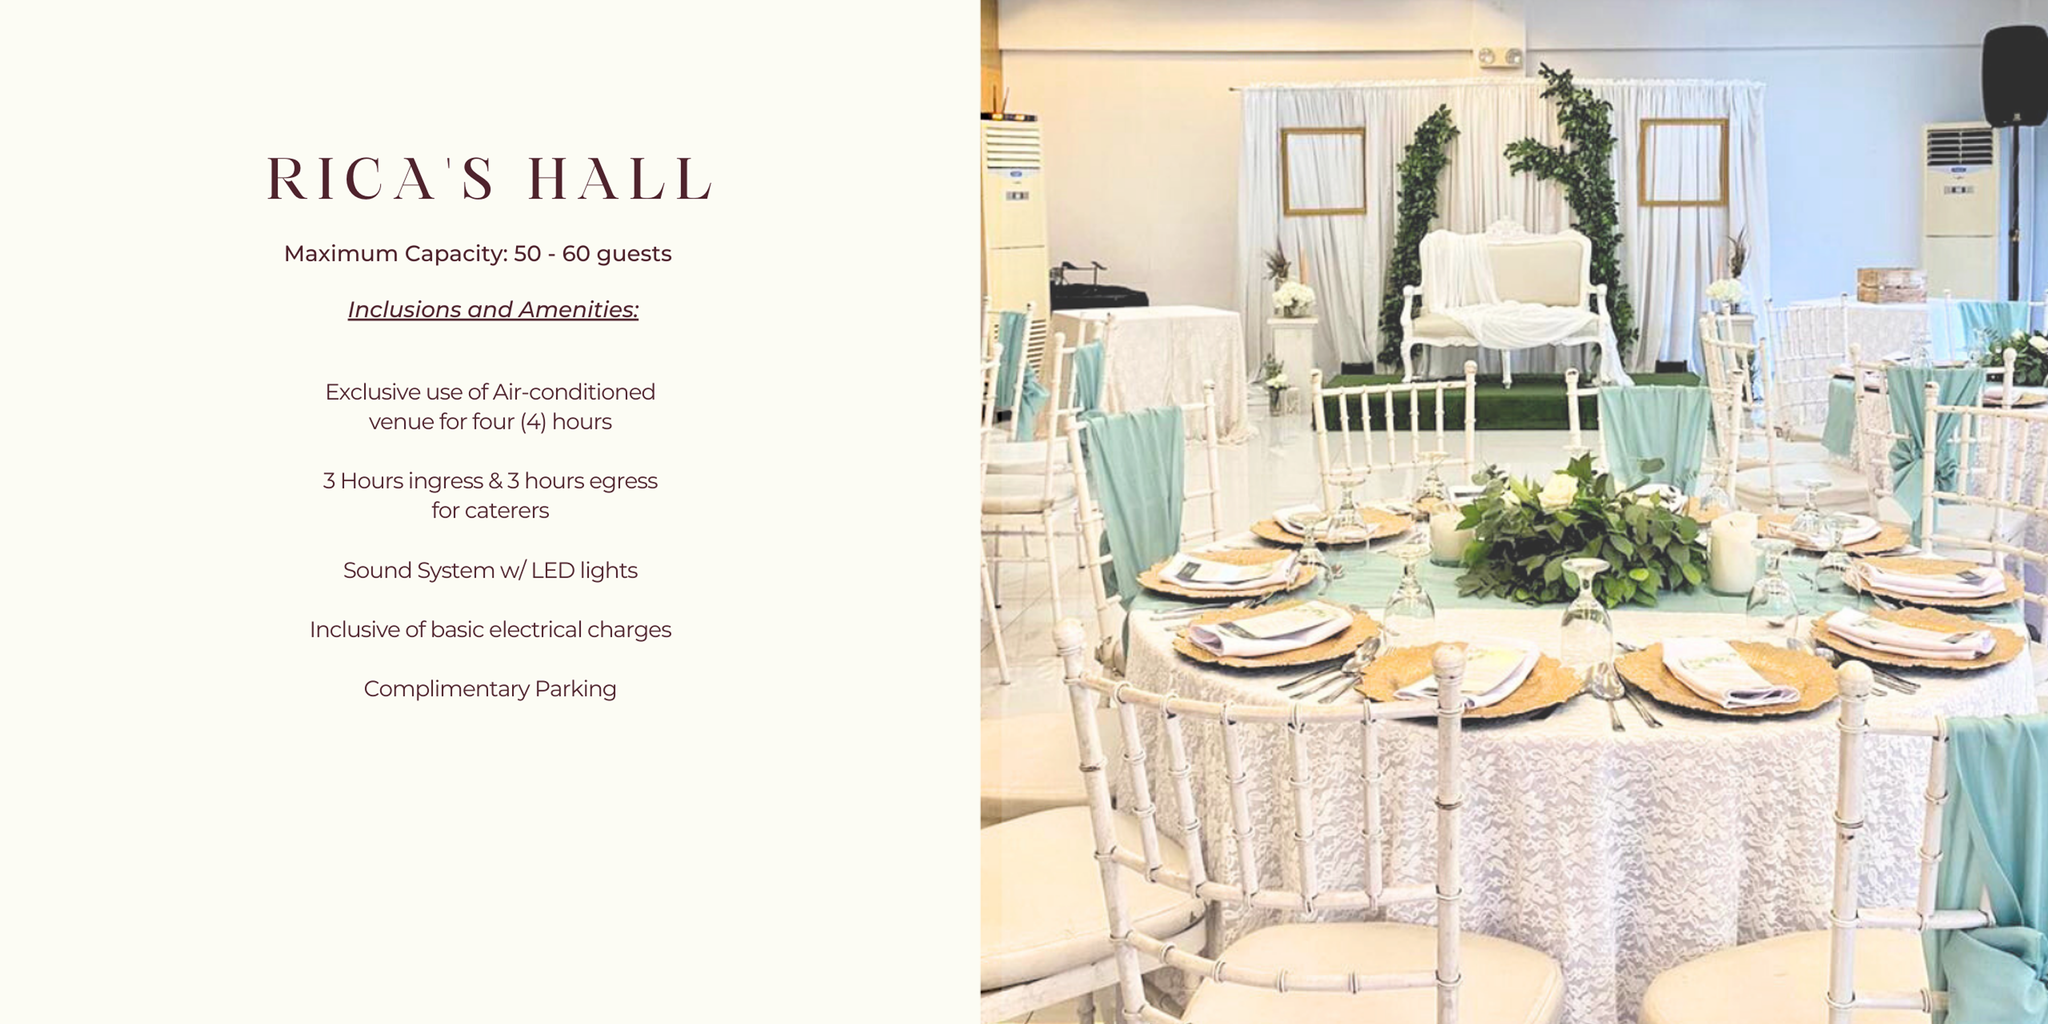 RICA'S HALL
Maximum Capacity: 50 - 60 guests
Inclusions and Amenities:
Exclusive use of Air-conditioned
venue for four (4) hours
3 Hours ingress & 3 hours egress
for caterers
Sound System w/ LED lights
Inclusive of basic electrical charges
Complimentary Parking